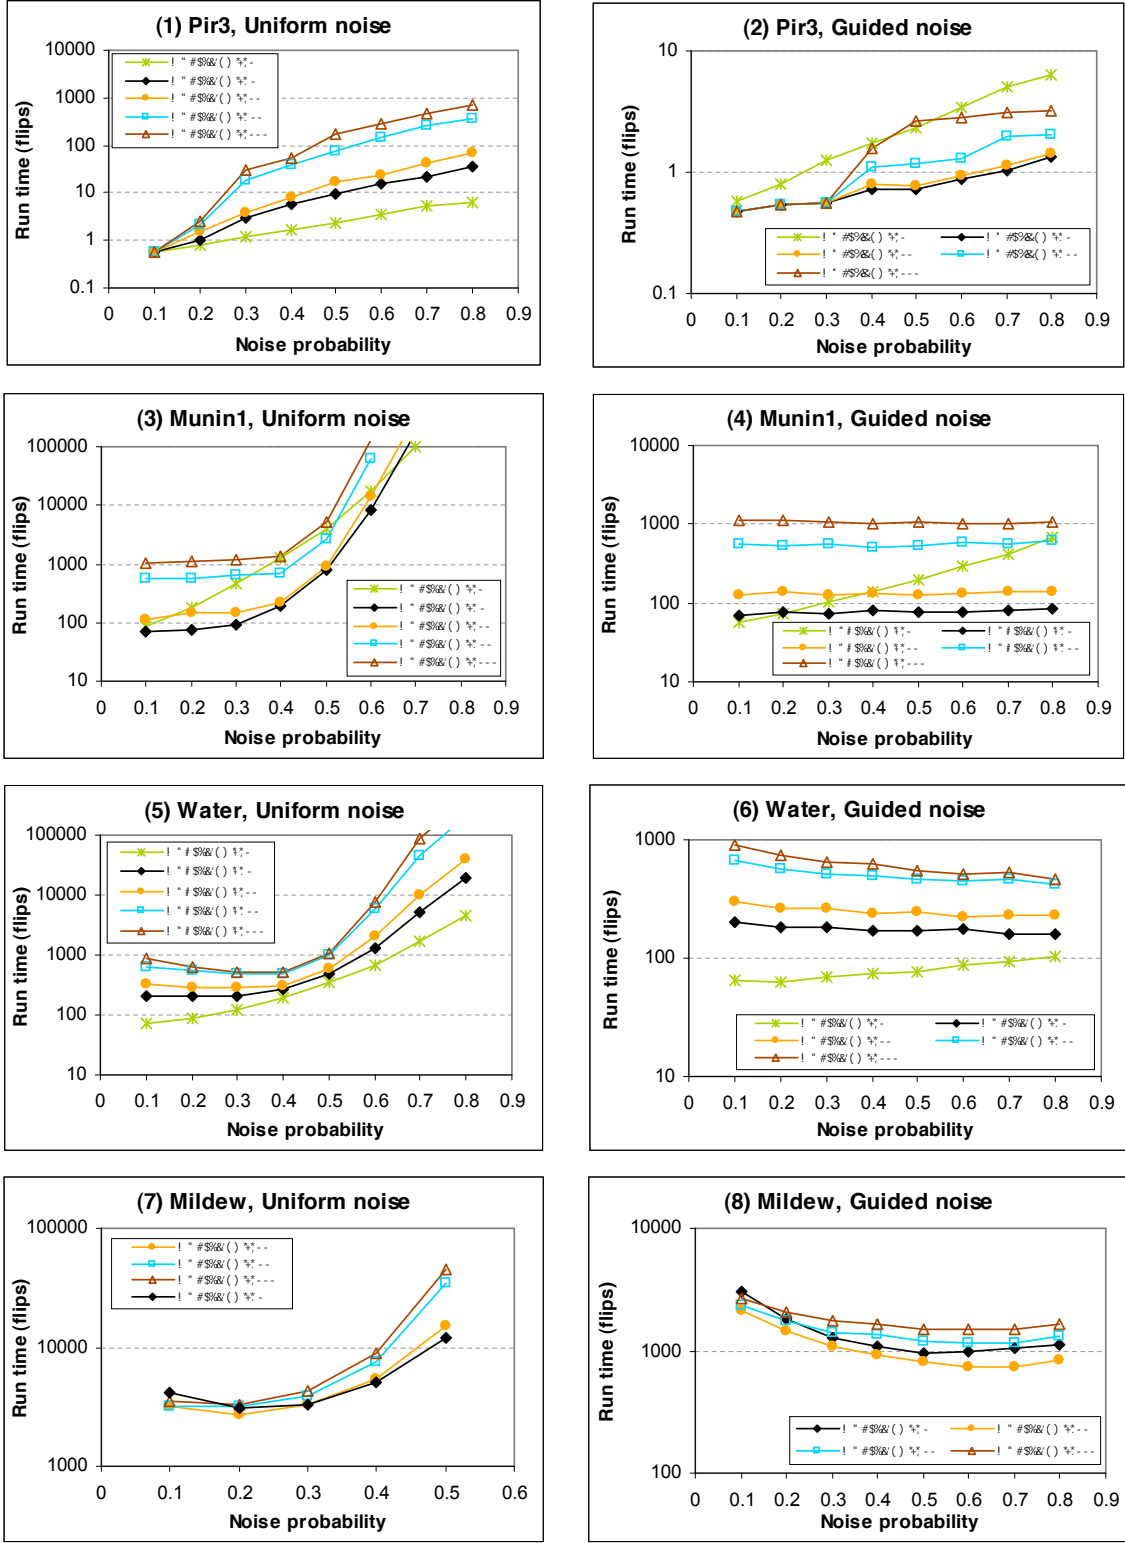 (1) Pir3, Uniform noise
10000
1000
100
10
1
0.1
0 0.1 0.2 0.3 0.4 0.5 0.6 0.7 0.8 0.9
Noise probability
Run time (flips)
(2) Pir3, Guided noise
10
1
0.1
0 0.1 0.2 0.3 0.4 0.5 0.6 0.7 0.8 0.9
Noise probability
Run time (flips)
(3) Munin1, Uniform noise
100000
10000
1000
100
10
0 0.1 0.2 0.3 0.4 0.5 0.6 0.7 0.8 0.9
Noise probability
Run time (flips)
(4) Munin1, Guided noise
10000
1000
100
10
0 0.1 0.2 0.3 0.4 0.5 0.6 0.7 0.8 0.9
Noise probability
Run time (flips)
(5) Water, Uniform noise
100000
10000
1000
100
10
0 0.1 0.2 0.3 0.4 0.5 0.6 0.7 0.8 0.9
Noise probability
Run time (flips)
(6) Water, Guided noise
1000
100
10
0 0.1 0.2 0.3 0.4 0.5 0.6 0.7 0.8 0.9
Noise probability
Run time (flips)
(7) Mildew, Uniform noise
100000
10000
1000
0 0.1 0.2 0.3 0.4 0.5 0.6
Noise probability
Run time (flips)
(8) Mildew, Guided noise
10000
1000
100
0 0.1 0.2 0.3 0.4 0.5 0.6 0.7 0.8 0.9
Noise probability
Run time (flips)